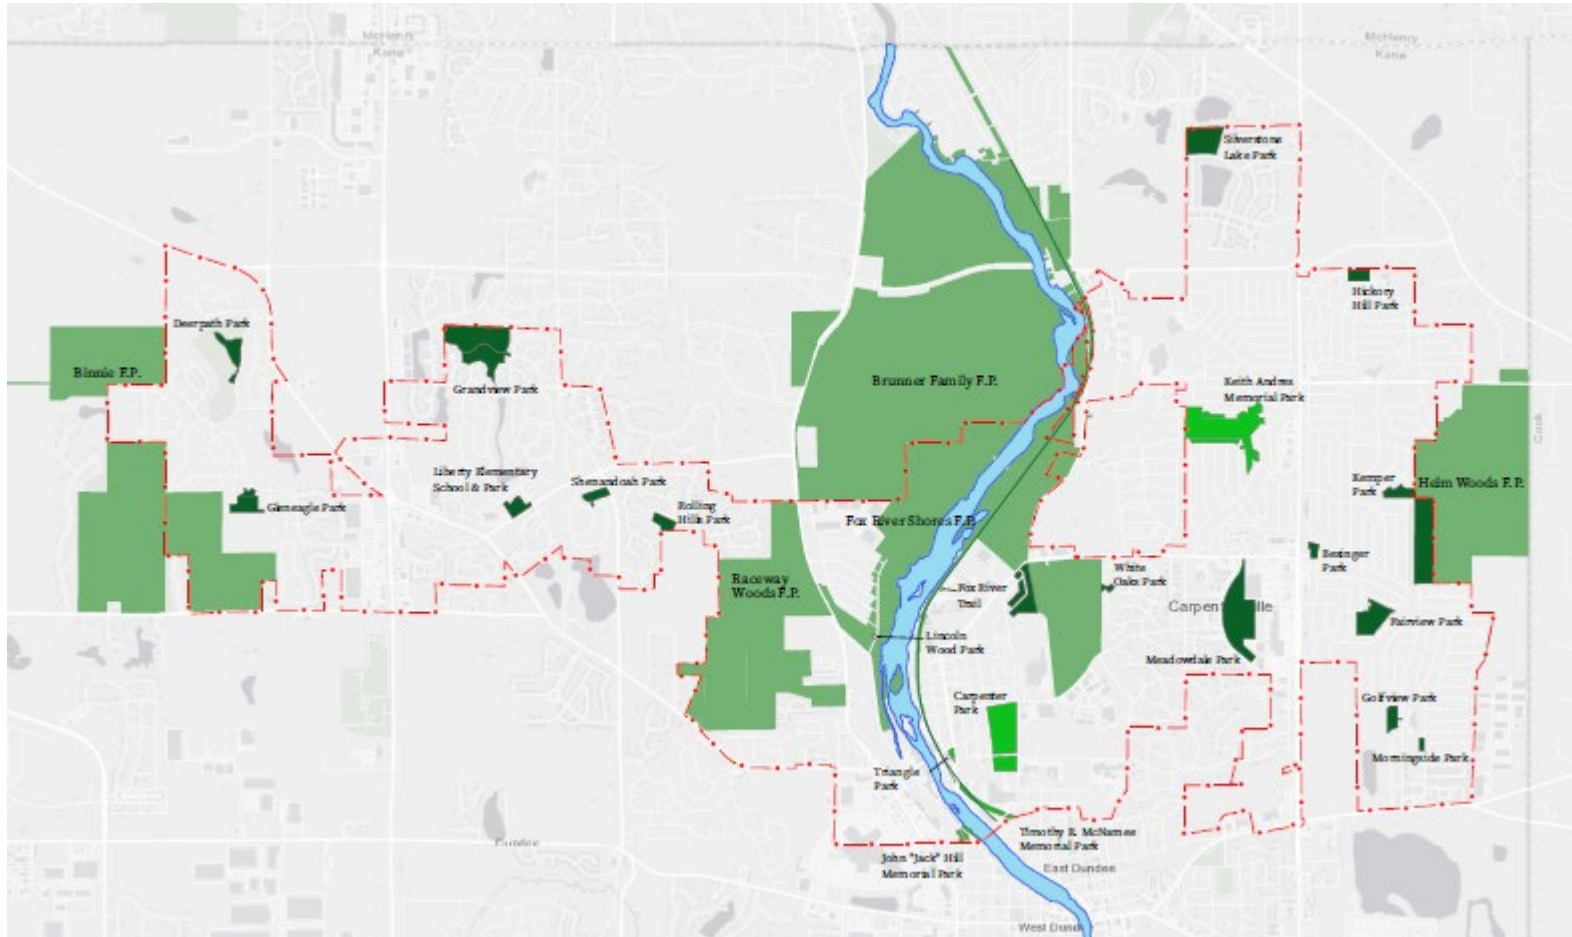 McHenry
Kane
McHenry
Kane
Silverstone
Lake Park
Hickory
Hill Park
Deerpath Park
Binnie F.P.
Grandview Park
Brunner Family F.P.
Keith Andres
Memorial Park
Cook
Liberty Elementary
School & Park
Shenandoah Park
Gleneagle Park
Rolling
Hills Park
Fox River Shores F.P.
Kemper
Park
Helm Woods F.P.
Raceway
Woods F.P.
Fox River
Trail
White
Oaks Park
Besinger
Park
Carpentersville
Fairview Park
Lincoln
Wood Park
Meadowdale Park
Carpenter
Park
Golfview Park
Morningside Park
Triangle
Park
Timothy R. McNamee
Memorial Park
John "Jack" Hill
Memorial Park
Dundee
East Dundee
West Dundee